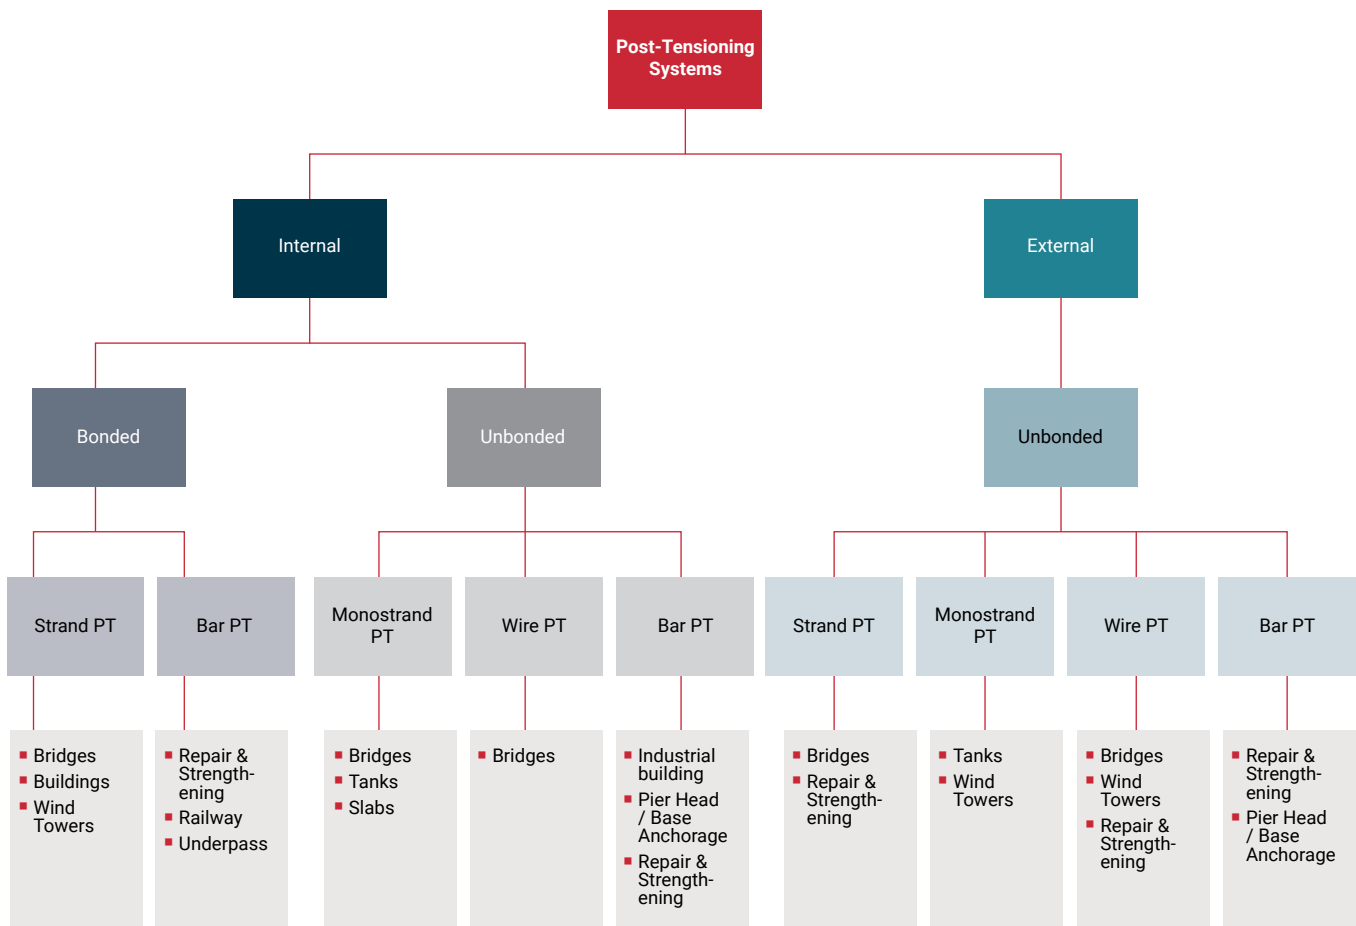 Post-Tensioning
Systems
Internal
External
Bonded
Unbonded
Unbonded
Strand PT
Bar PT
Monostrand
PT
Wire PT
Bar PT
Strand PT
Monostrand
PT
Wire PT
Bar PT
Bridges
Buildings
Wind
Towers
Repair &
Strength-
ening
Railway
Underpass
Bridges
Tanks
Slabs
Bridges
Industrial
building
Pier Head
/ Base
Anchorage
Repair &
Strength-
ening
Bridges
Repair &
Strength-
ening
Tanks
Wind
Towers
Bridges
Wind
Towers
Repair &
Strength-
ening
Repair &
Strength-
ening
Pier Head
/ Base
Anchorage